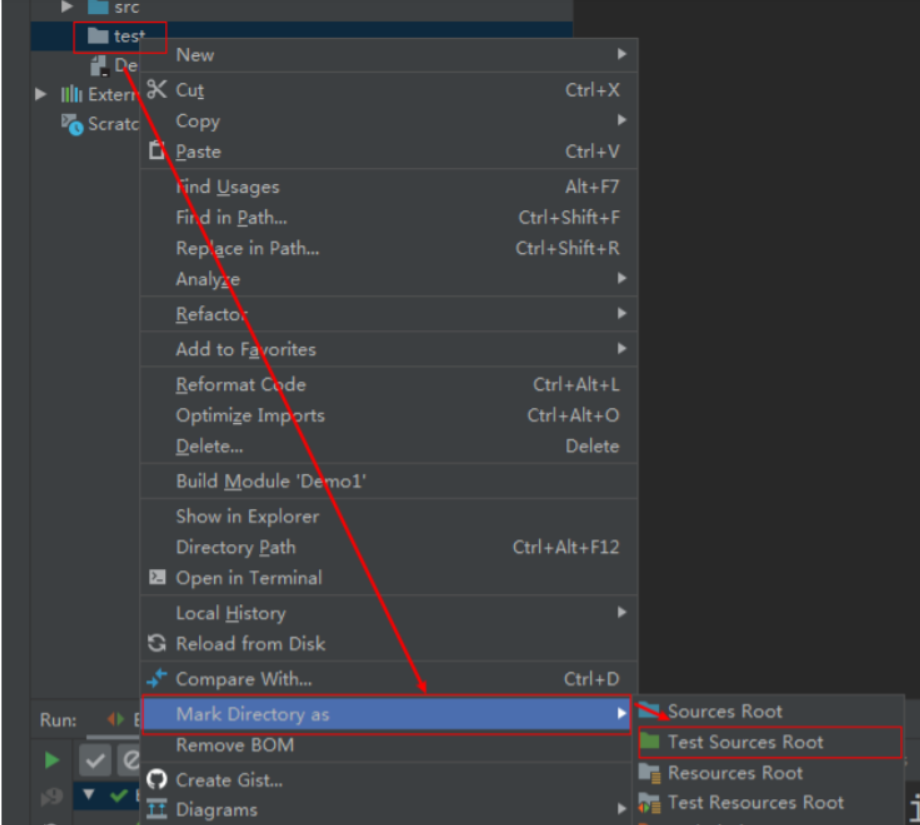 src
test
New
De
Cut Ctrl+X
Extern
Copy
Scratc
Paste Ctrl+V
Find Usages Alt+F7
Find in Path... Ctrl+Shift+F
Replace in Path... Ctrl+Shift+R
Analyze
Refactor
Add to Favorites
Reformat Code Ctrl+Alt+L
Optimize Imports Ctrl+Alt+O
Delete... Delete
Build Module 'Demo1'
Show in Explorer
Directory Path Ctrl+Alt+F12
Open in Terminal
Local History
Reload from Disk
Compare With... Ctrl+D
Mark Directory as
Sources Root
Run:
Test Sources Root
Remove BOM
Resources Root
Create Gist...
Test Resources Root
Diagrams